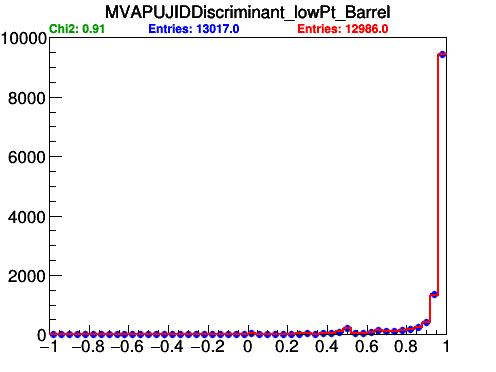 MVAPUJIDDiscriminant_lowPt_Barrel
Chi2: 0.91 Entries: 13017.0 Entries: 12986.0
10000
8000
6000
4000
2000
0
−1 −0.8 −0.6 −0.4 −0.2 0 0.2 0.4 0.6 0.8 1